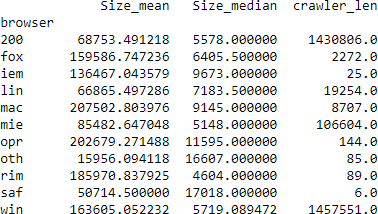 Size_mean Size_median crawler_len
browser
200 68753.491218 5578.000000 1430806.0
fox 159586.747236 6405.500000 2272.0
iem 136467.043579 9673.000000 25.0
lin 66865.497286 7183.500000 19254.0
mac 207502.803976 9145.000000 8707.0
mie 85482.647048 5148.000000 106604.0
opr 202679.271488 11595.000000 144.0
oth 15956.094118 16607.000000 85.0
rim 185970.837925 4604.000000 89.0
saf 50714.500000 17018.000000 6.0
win 163605.052232 5719.089472 1457551.0